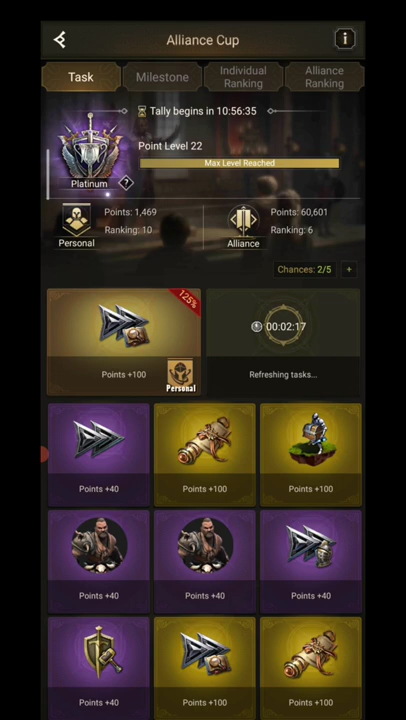 Alliance Cup
i
Task
Milestone
Individual
Ranking
Alliance
Ranking
Tally begins in 10:56:35
Point Level 22
Max Level Reached
Platinum
?
Points: 1,469
Ranking: 10
Personal
Points: 60,601
Ranking: 6
Alliance
Chances: 2/5
+
125%
Points +100
Personal
00:02:17
Refreshing tasks...
Points +40
Points +100
Points +100
Points +40
Points +40
Points +40
Points +40
Points +100
Points +100